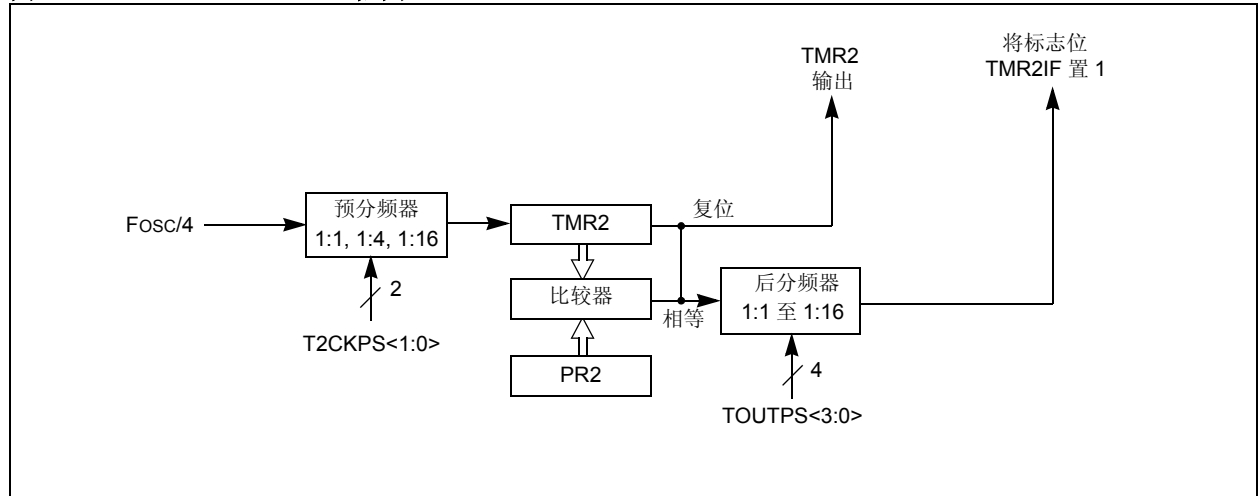 TMR2
输出
将标志位
TMR2IF 置 1
FOSC/4
预分频器
1:1, 1:4, 1:16
2
T2CKPS<1:0>
TMR2
复位
比较器
相等
PR2
后分频器
1:1 至 1:16
4
TOUTPS<3:0>